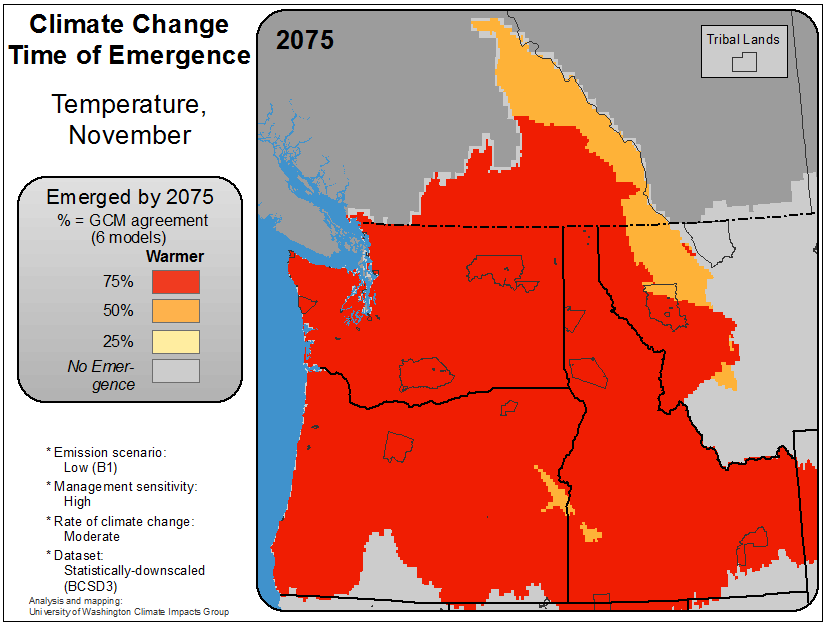 Climate Change
Time of Emergence
Temperature,
November
Emerged by 2075
% = GCM agreement
(6 models)
Warmer
75%
50%
25%
No Emer-
gence
* Emission scenario:
Low (B1)
* Management sensitivity:
High
* Rate of climate change:
Moderate
* Dataset:
Statistically-downscaled
(BCSD3)
Analysis and mapping:
University of Washington Climate Impacts Group
2075
Tribal Lands